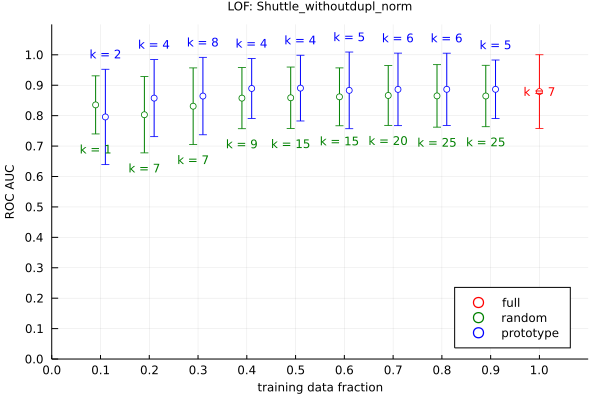 LOF: Shuttle_withoutdupl_norm
ROC AUC
1.0
0.9
0.8
0.7
0.6
0.5
0.4
0.3
0.2
0.1
0.0
k = 2
k = 4
k = 8
k = 4
k = 4
k = 5
k = 6
k = 6
k = 5
k = 7
k = 1
k = 7
k = 7
k = 9
k = 15
k = 15
k = 20
k = 25
k = 25
full
random
prototype
0.0 0.1 0.2 0.3 0.4 0.5 0.6 0.7 0.8 0.9 1.0
training data fraction